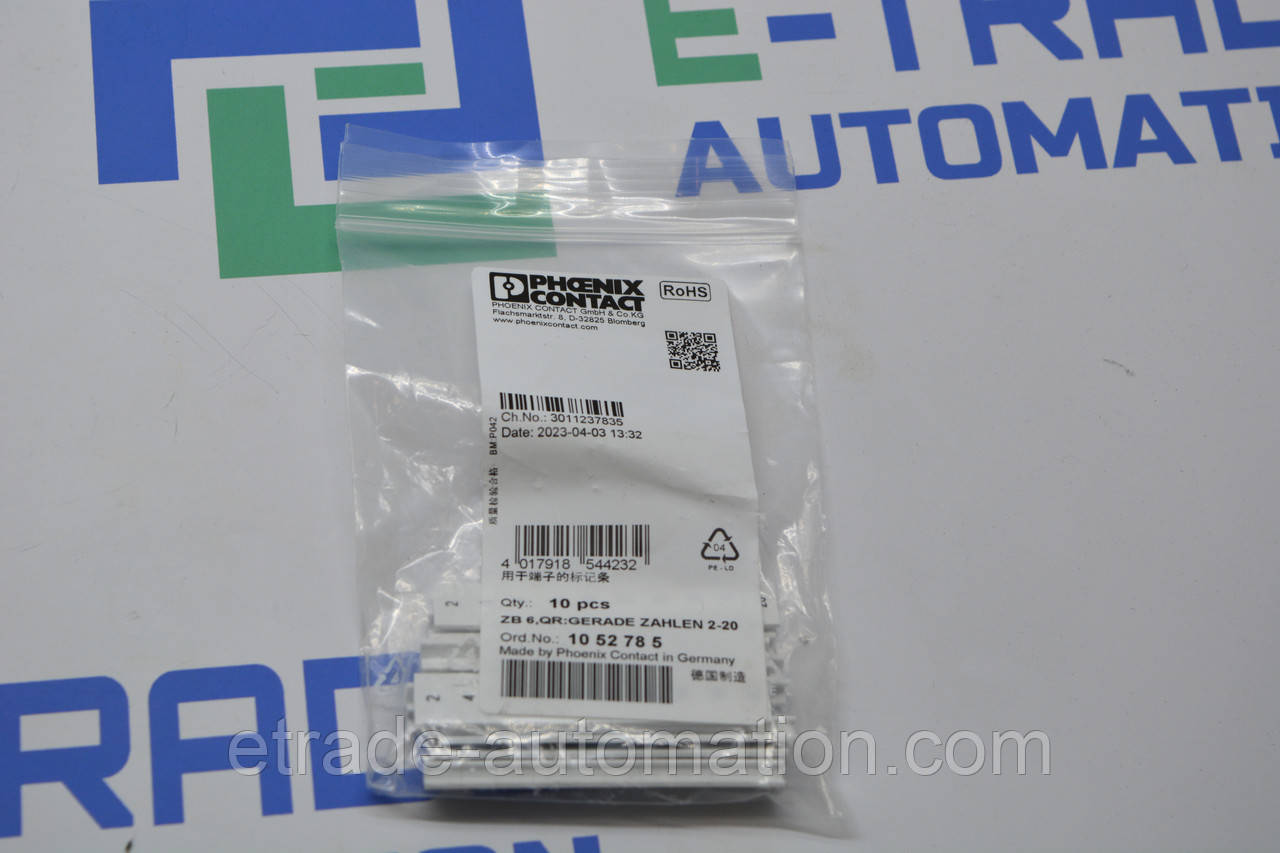 E-TRAD
AUTOMATI
PHŒNIX
CONTACT
RoHS
PHOENIX CONTACT GmbH & Co.KG
Flachsmarktstr. 8, D-32825 Blomberg
www.phoenixcontact.com
Ch.No.: 3011237835
Date: 2023-04-03 13:32
质量检验合格 BM:P042
4 017918 544232
用于端子的标记条
04
PE-LD
Qty.: 10 pcs
ZB 6,QR:GERADE ZAHLEN 2-20
Ord.No.: 10 52 78 5
Made by Phoenix Contact in Germany
德国制造
2
2 4
RAD
etrade-automation.com